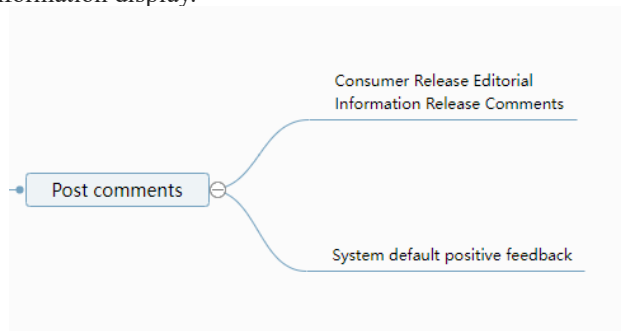 Consumer Release Editorial
Information Release Comments
Post comments
System default positive feedback